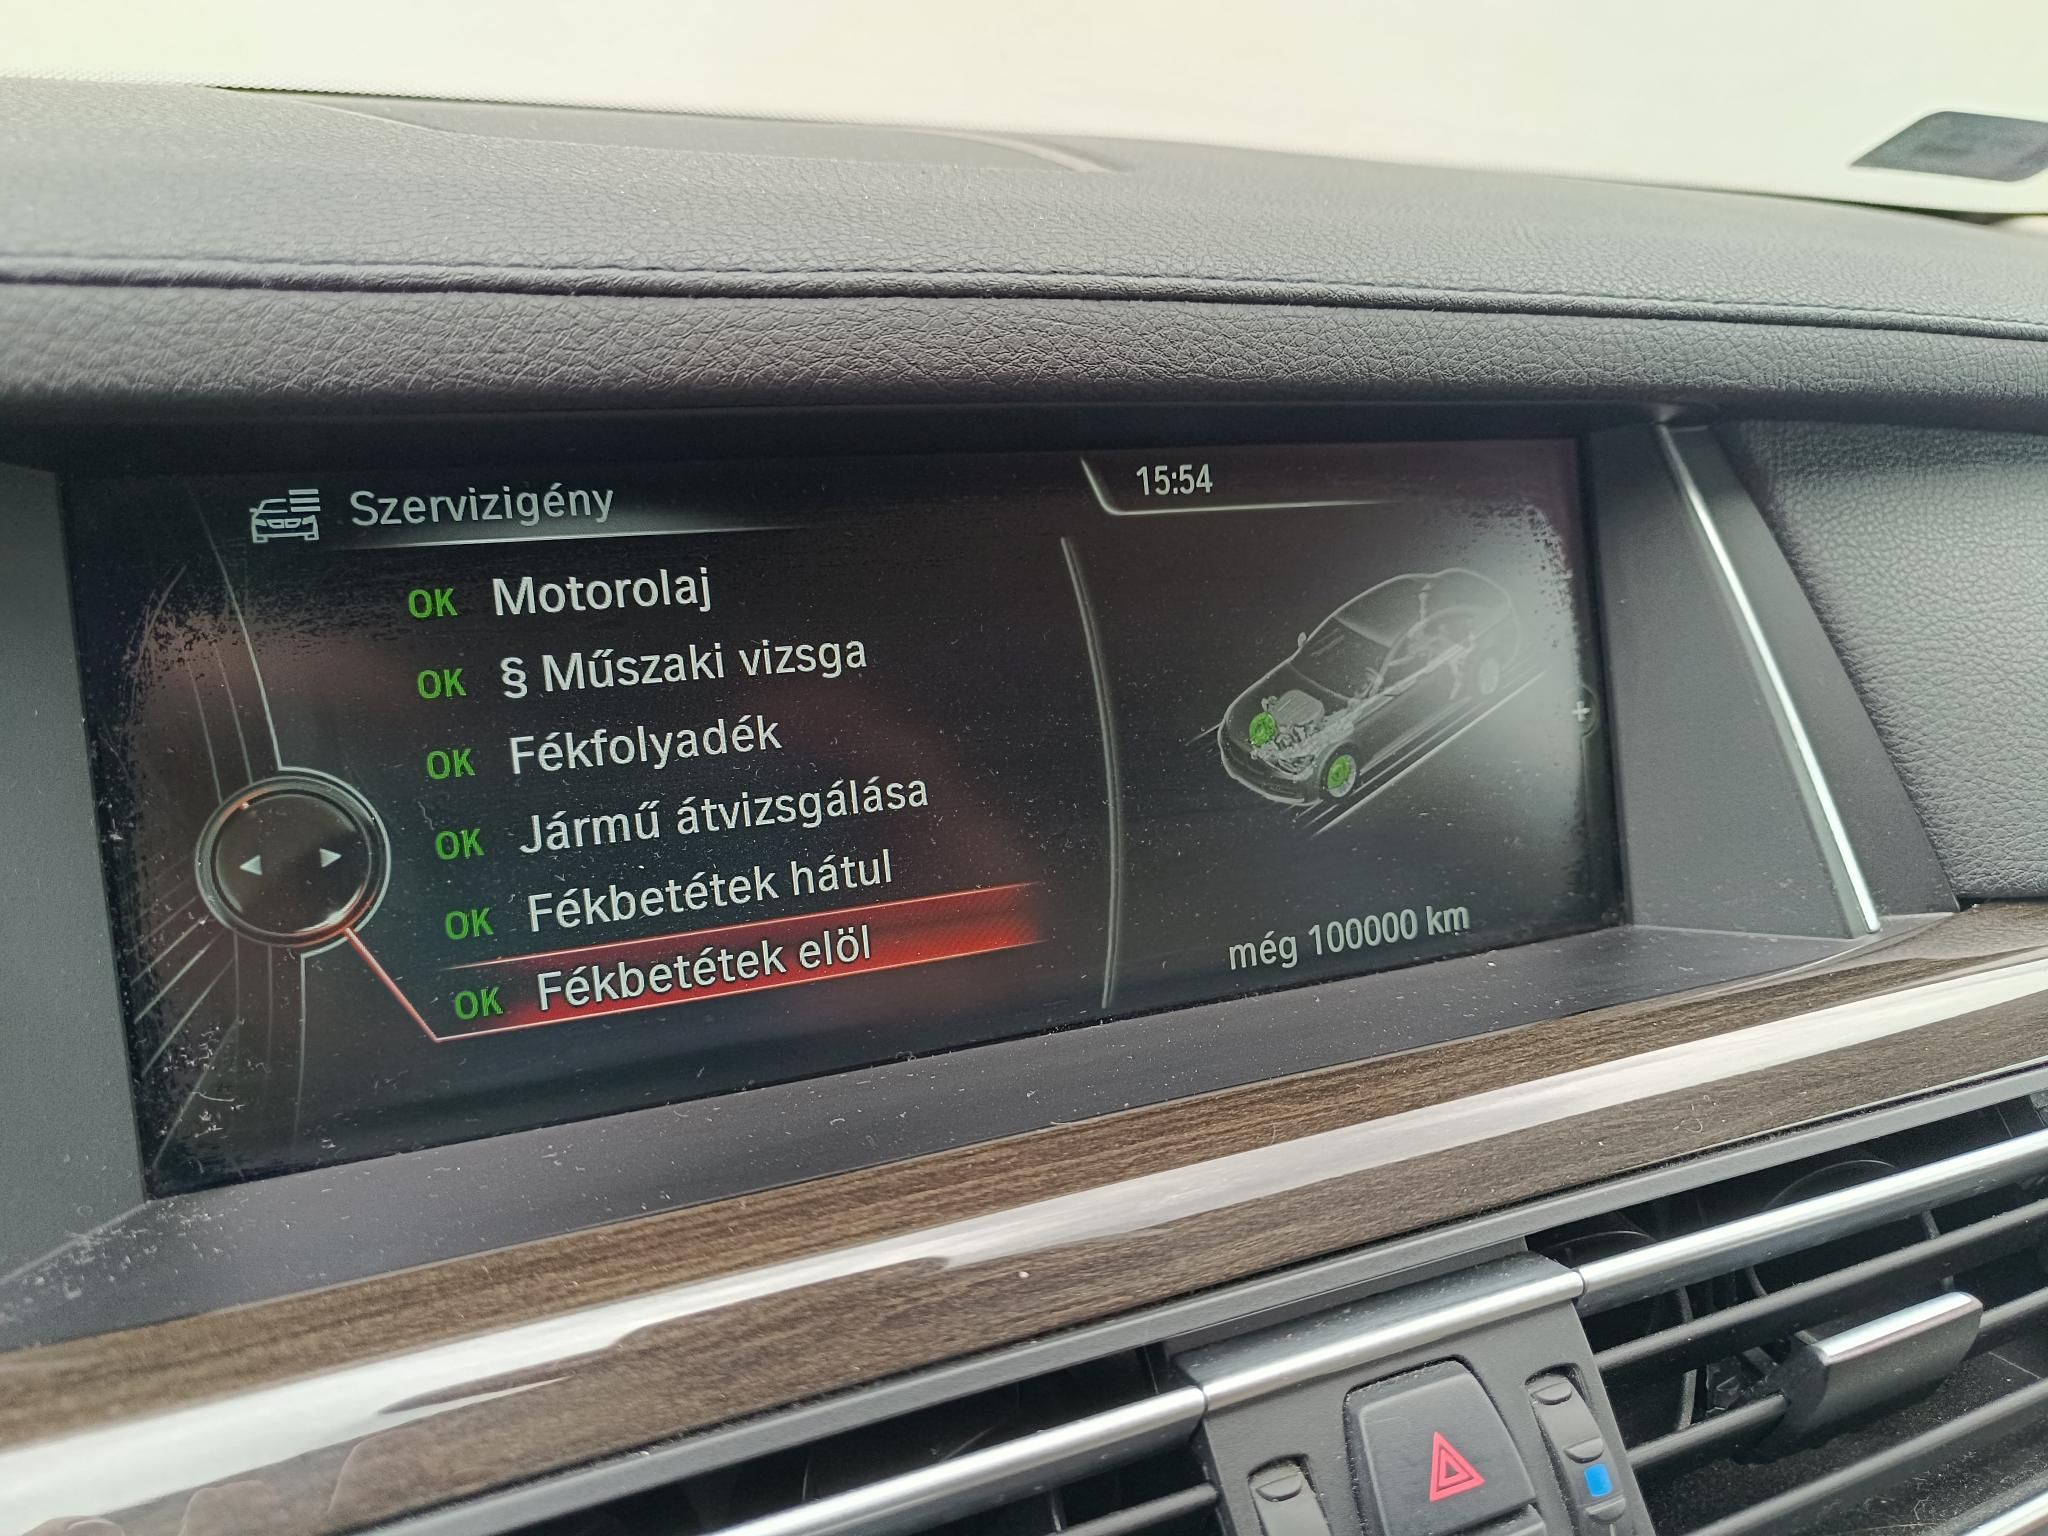 Szervizigény
15:54
OK Motorolaj
OK § Műszaki vizsga
OK Fékfolyadék
OK Jármű átvizsgálása
OK Fékbetétek hátul
OK Fékbetétek elöl
még 100000 km